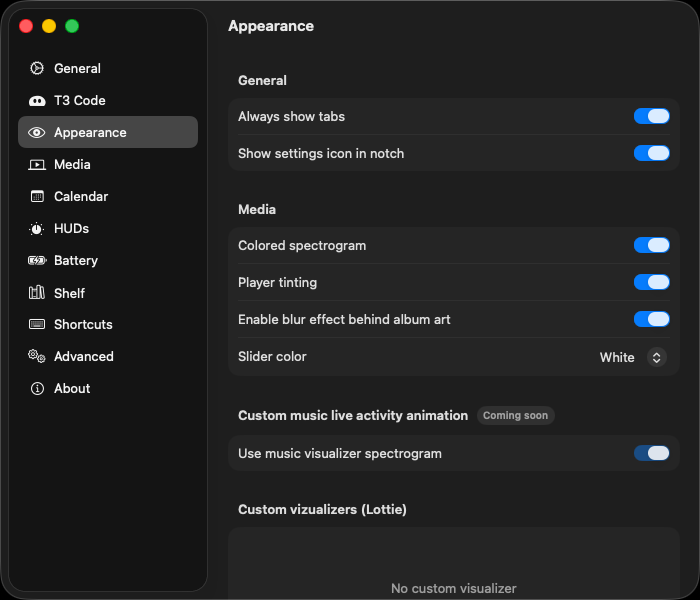 Appearance
General
T3 Code
Appearance
Media
Calendar
HUDs
Battery
Shelf
Shortcuts
Advanced
About
General
Always show tabs
Show settings icon in notch
Media
Colored spectrogram
Player tinting
Enable blur effect behind album art
Slider color White
Custom music live activity animation Coming soon
Use music visualizer spectrogram
Custom vizualizers (Lottie)
No custom visualizer